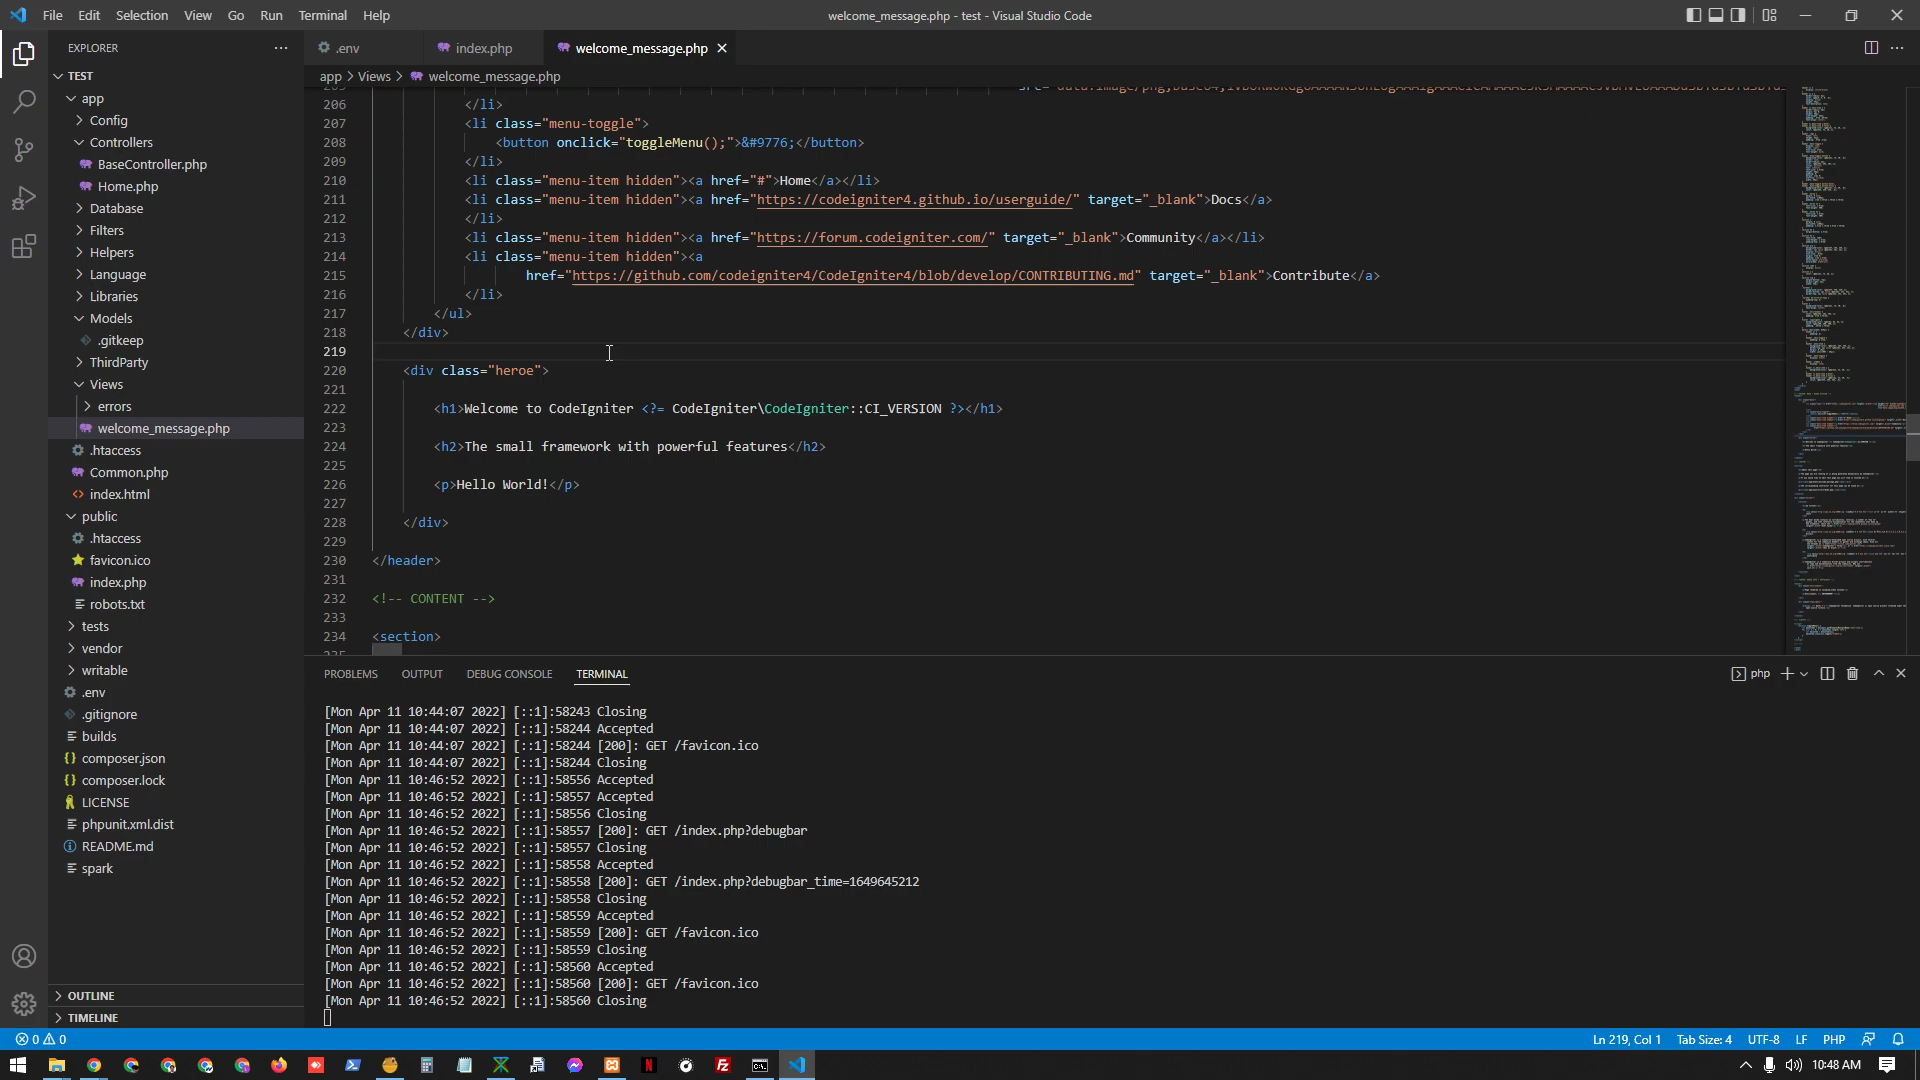 File Edit Selection View Go Run Terminal Help
welcome_message.php - test - Visual Studio Code
EXPLORER
TEST
app
Config
Controllers
BaseController.php
Home.php
Database
Filters
Helpers
Language
Libraries
Models
.gitkeep
ThirdParty
Views
errors
welcome_message.php
.htaccess
Common.php
index.html
public
.htaccess
favicon.ico
index.php
robots.txt
tests
vendor
writable
.env
.gitignore
builds
composer.json
composer.lock
LICENSE
phpunit.xml.dist
README.md
spark
OUTLINE
TIMELINE
.env index.php welcome_message.php
app > Views > welcome_message.php
206 </li>
207 <li class="menu-toggle">
208 <button onclick="toggleMenu();">&#9776;</button>
209 </li>
210 <li class="menu-item hidden"><a href="#">Home</a></li>
211 <li class="menu-item hidden"><a href="https://codeigniter4.github.io/userguide/" target="_blank">Docs</a>
212 </li>
213 <li class="menu-item hidden"><a href="https://forum.codeigniter.com/" target="_blank">Community</a></li>
214 <li class="menu-item hidden"><a
215 href="https://github.com/codeigniter4/CodeIgniter4/blob/develop/CONTRIBUTING.md" target="_blank">Contribute</a>
216 </li>
217 </ul>
218 </div>
219
220 <div class="heroe">
221
222 <h1>Welcome to CodeIgniter <?= CodeIgniter\CodeIgniter::CI_VERSION ?></h1>
223
224 <h2>The small framework with powerful features</h2>
225
226 <p>Hello World!</p>
227
228 </div>
229
230 </header>
231
232 <!-- CONTENT -->
233
234 <section>
PROBLEMS OUTPUT DEBUG CONSOLE TERMINAL
php
[Mon Apr 11 10:44:07 2022] [::1]:58243 Closing
[Mon Apr 11 10:44:07 2022] [::1]:58244 Accepted
[Mon Apr 11 10:44:07 2022] [::1]:58244 [200]: GET /favicon.ico
[Mon Apr 11 10:44:07 2022] [::1]:58244 Closing
[Mon Apr 11 10:46:52 2022] [::1]:58556 Accepted
[Mon Apr 11 10:46:52 2022] [::1]:58557 Accepted
[Mon Apr 11 10:46:52 2022] [::1]:58556 Closing
[Mon Apr 11 10:46:52 2022] [::1]:58557 [200]: GET /index.php?debugbar
[Mon Apr 11 10:46:52 2022] [::1]:58557 Closing
[Mon Apr 11 10:46:52 2022] [::1]:58558 Accepted
[Mon Apr 11 10:46:52 2022] [::1]:58558 [200]: GET /index.php?debugbar_time=1649645212
[Mon Apr 11 10:46:52 2022] [::1]:58558 Closing
[Mon Apr 11 10:46:52 2022] [::1]:58559 Accepted
[Mon Apr 11 10:46:52 2022] [::1]:58559 [200]: GET /favicon.ico
[Mon Apr 11 10:46:52 2022] [::1]:58559 Closing
[Mon Apr 11 10:46:52 2022] [::1]:58560 Accepted
[Mon Apr 11 10:46:52 2022] [::1]:58560 [200]: GET /favicon.ico
[Mon Apr 11 10:46:52 2022] [::1]:58560 Closing
0 0
Ln 219, Col 1 Tab Size: 4 UTF-8 LF PHP
10:48 AM